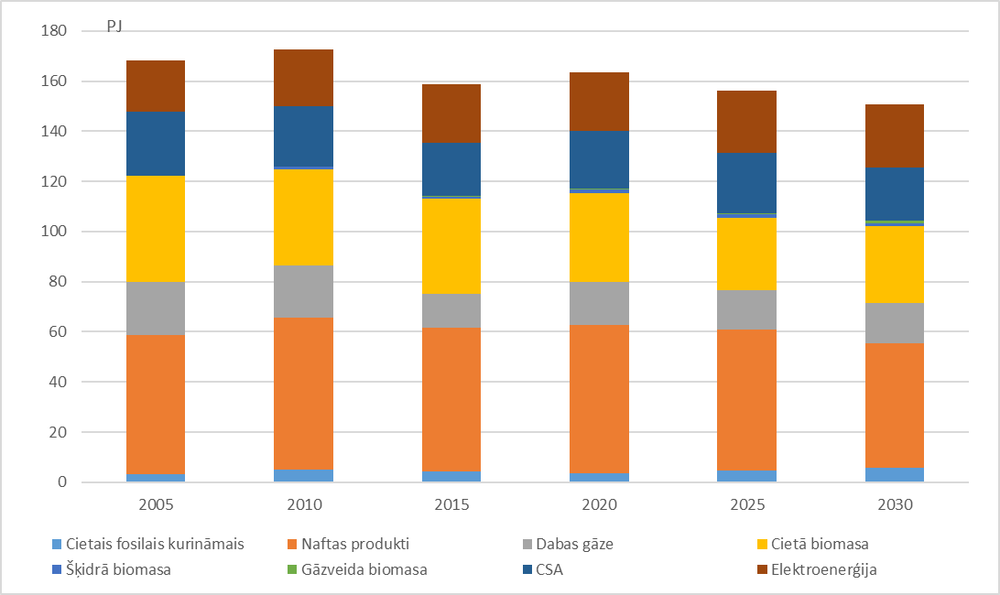 PJ
180
160
140
120
100
80
60
40
20
0
2005 2010 2015 2020 2025 2030
Cietais fosilais kurināmais Naftas produkti Dabas gāze Cietā biomasa
Šķidrā biomasa Gāzveida biomasa CSA Elektroenerģija